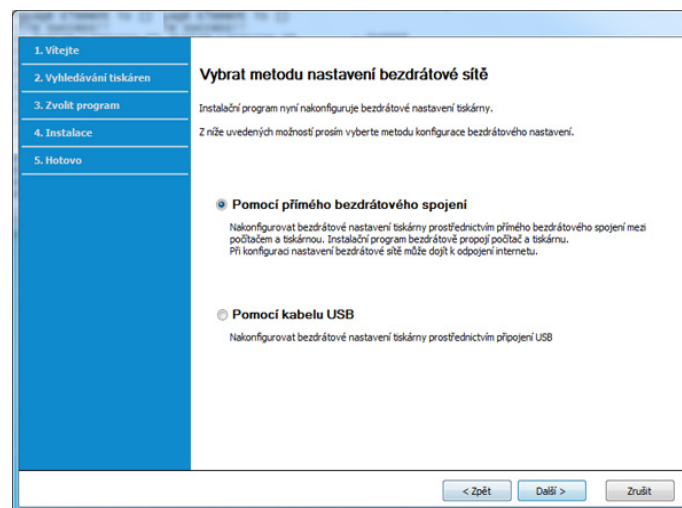 1. Vítejte
2. Vyhledávání tiskáren
3. Zvolit program
4. Instalace
5. Hotovo
Vybrat metodu nastavení bezdrátové sítě
Instalační program nyní nakonfiguruje bezdrátové nastavení tiskárny.
Z níže uvedených možností prosím vyberte metodu konfigurace bezdrátového nastavení.
Pomocí přímého bezdrátového spojení
Nakonfigurovat bezdrátové nastavení tiskárny prostřednictvím přímého bezdrátového spojení mezi
počítačem a tiskárnou. Instalační program bezdrátově propojí počítač a tiskárnu.
Při konfiguraci nastavení bezdrátové sítě může dojít k odpojení internetu.
Pomocí kabelu USB
Nakonfigurovat bezdrátové nastavení tiskárny prostřednictvím připojení USB
< Zpět
Další >
Zrušit